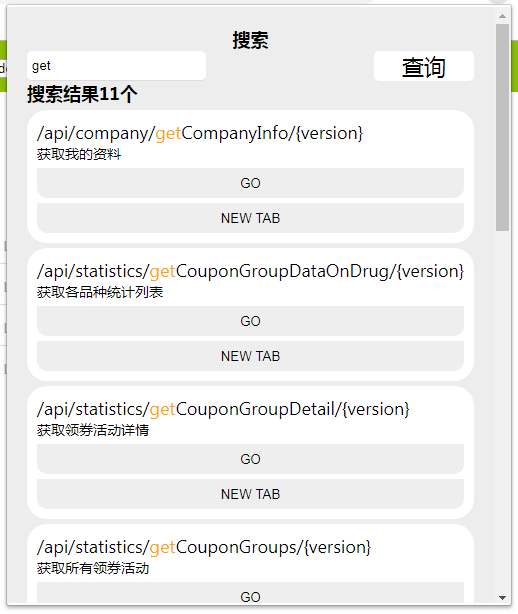 搜索
get
查询
搜索结果11个
/api/company/getCompanyInfo/{version}
获取我的资料
GO
NEW TAB
/api/statistics/getCouponGroupDataOnDrug/{version}
获取各品种统计列表
GO
NEW TAB
/api/statistics/getCouponGroupDetail/{version}
获取领券活动详情
GO
NEW TAB
/api/statistics/getCouponGroups/{version}
获取所有领券活动
GO